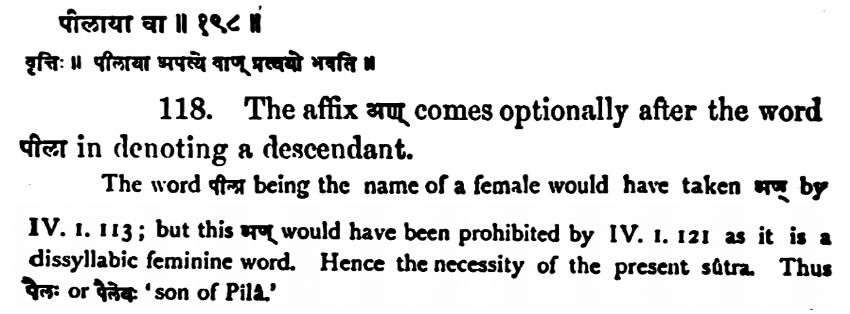 पीलाया वा ॥ ११८ ॥
वृत्तिः ॥ पीलाया अपत्ये वाण् प्रत्ययो भवति ॥
118. The affix अण् comes optionally after the word
पीला in denoting a descendant.
The word पीला being the name of a female would have taken अण् by
IV. 1. 113; but this अण् would have been prohibited by IV. 1. 121 as it is a
dissyllabic feminine word. Hence the necessity of the present sûtra. Thus
पैलः or पैलेयः 'son of Pilâ.'